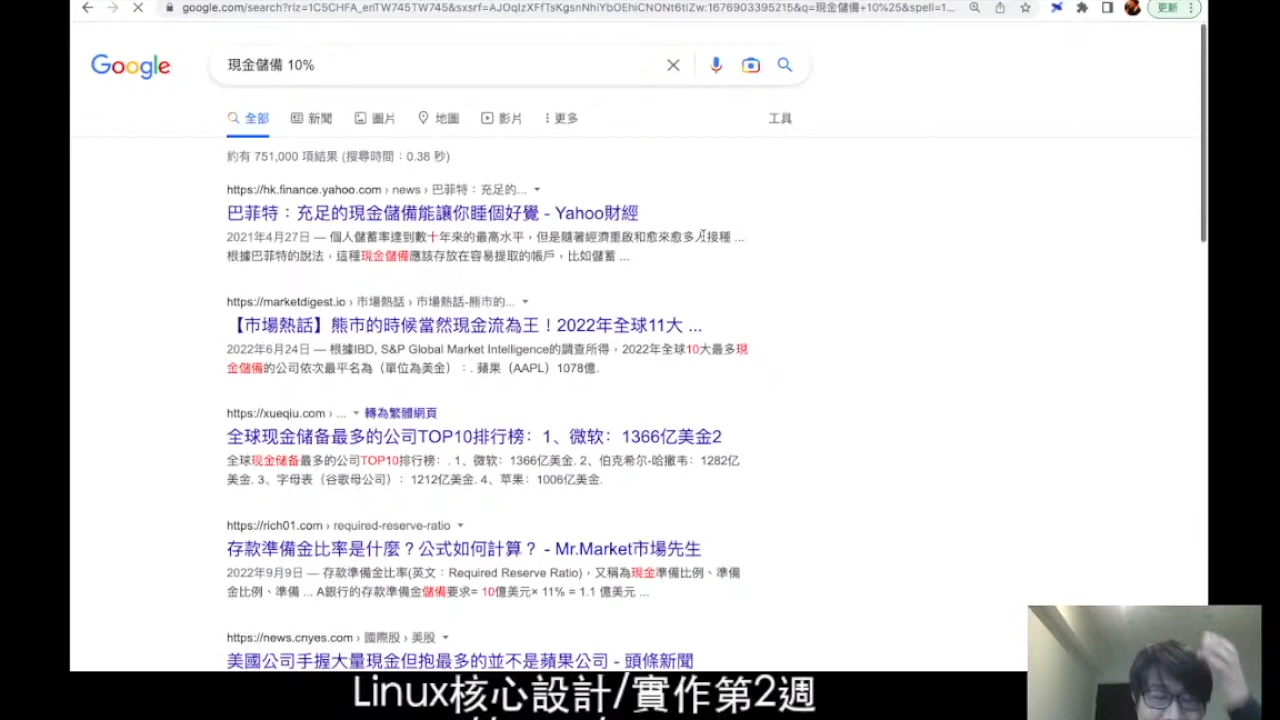 google.com/search?rlz=1C5CHFA_enTW745TW745&sxsrf=AJOqlzXFfTsKgsnNhiYbOEhiCNONt6tIZw:1676903395215&q=現金儲備+10%25&spell=1... 更新
Google 現金儲備 10%
全部 新聞 圖片 地圖 影片 更多 工具
約有 751,000 項結果 (搜尋時間：0.38 秒)
https://hk.finance.yahoo.com › news › 巴菲特：充足的...
巴菲特：充足的現金儲備能讓你睡個好覺 - Yahoo財經
2021年4月27日 — 個人儲蓄率達到數十年來的最高水平，但是隨著經濟重啟和愈來愈多人接種 ...
根據巴菲特的說法，這種現金儲備應該存放在容易提取的帳戶，比如儲蓄 ...
https://marketdigest.io › 市場熱話 › 市場熱話-熊市的...
【市場熱話】熊市的時候當然現金流為王！2022年全球11大 ...
2022年6月24日 — 根據IBD, S&P Global Market Intelligence的調查所得，2022年全球10大最多現
金儲備的公司依次最平名為（單位為美金）：. 蘋果（AAPL）1078億.
https://xueqiu.com › ... 轉為繁體網頁
全球现金储备最多的公司TOP10排行榜：1、微软：1366亿美金2
全球现金储备最多的公司TOP10排行榜：. 1、微软：1366亿美金. 2、伯克希尔-哈撒韦：1282亿
美金. 3、字母表（谷歌母公司）：1212亿美金. 4、苹果：1006亿美金.
https://rich01.com › required-reserve-ratio
存款準備金比率是什麼？公式如何計算？ - Mr.Market市場先生
2022年9月9日 — 存款準備金比率(英文：Required Reserve Ratio)，又稱為現金準備比例、準備
金比例、準備 ... A銀行的存款準備金儲備要求= 10億美元× 11% = 1.1 億美元 ...
https://news.cnyes.com › 國際股 › 美股
美國公司手握大量現金但抱最多的並不是蘋果公司 - 頭條新聞
Linux核心設計/實作第2週